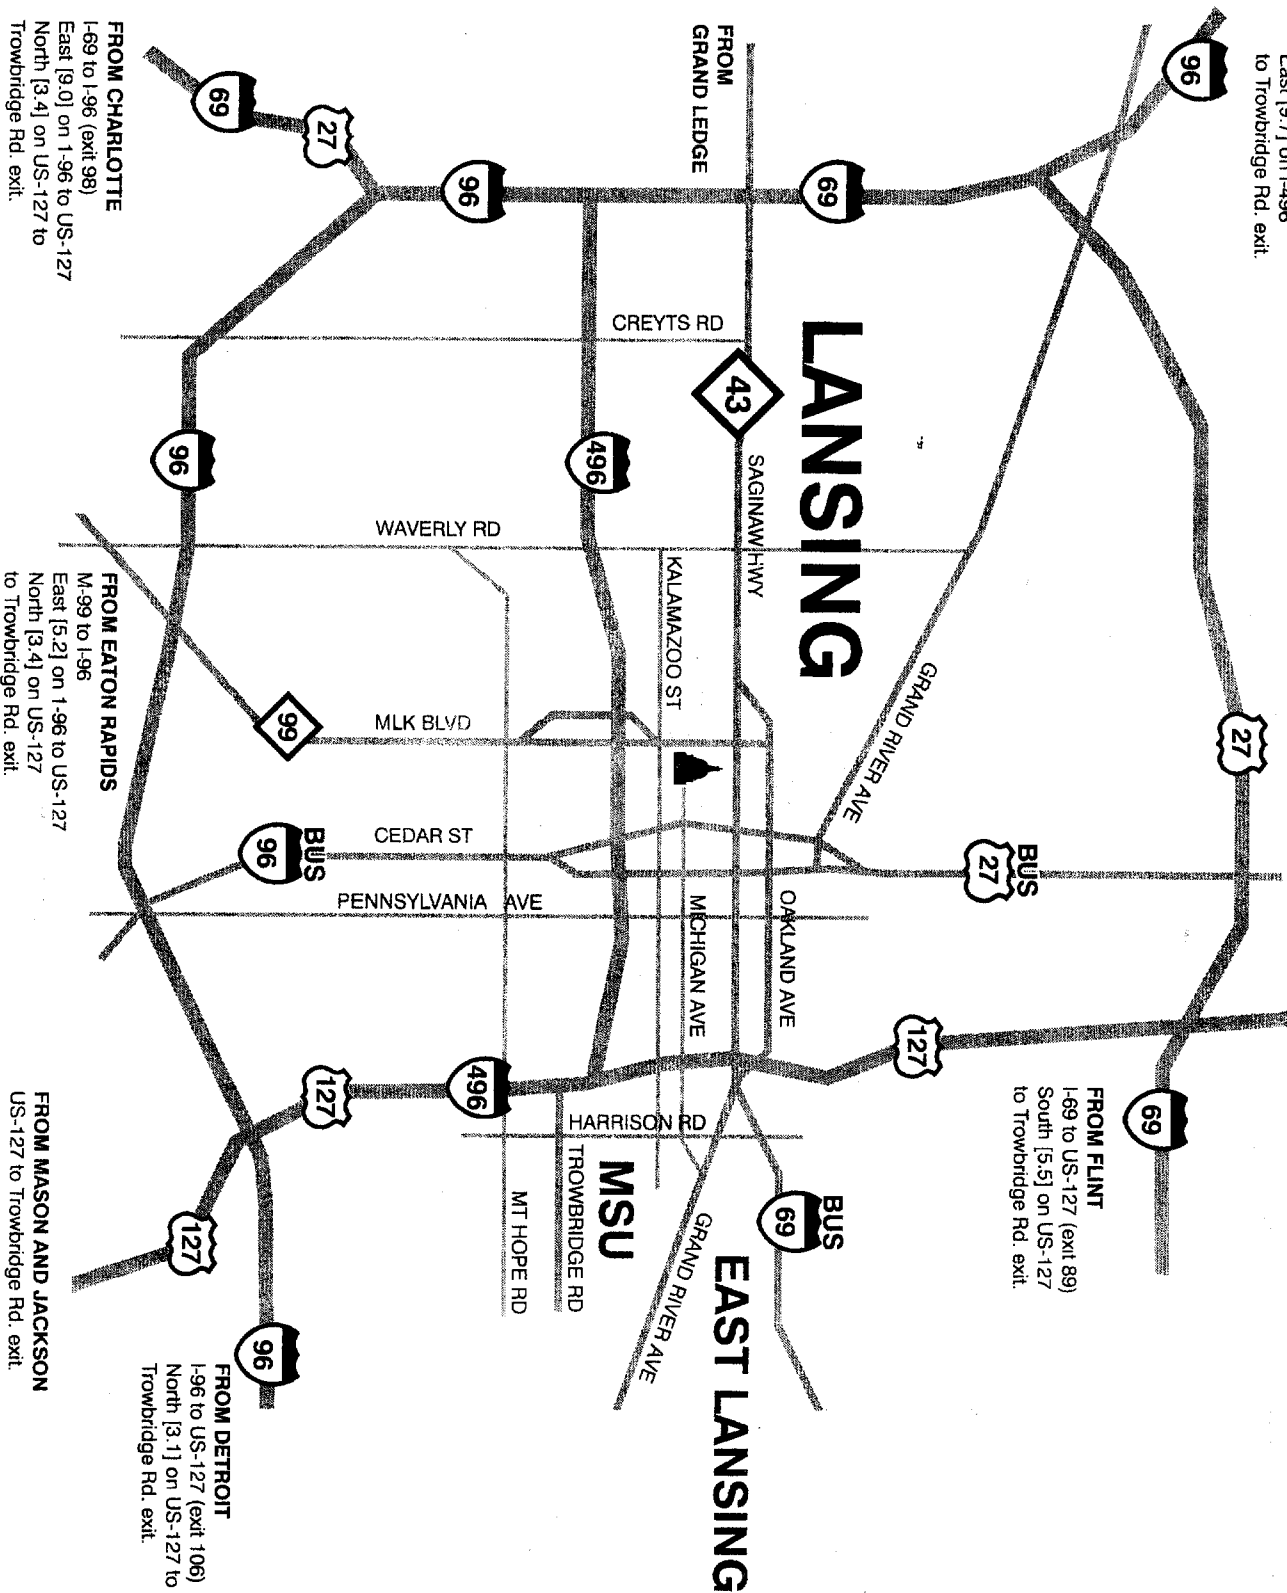 to Trowbridge Rd. exit.
96
27
BUS
27
127
69
FROM FLINT
I-69 to US-127 (exit 89)
South [5.5] on US-127
to Trowbridge Rd. exit.
69
LANSING
GRAND RIVER AVE
FROM
GRAND LEDGE
43
SAGINAW HWY
OAKLAND AVE
BUS
69
EAST LANSING
CREYTS RD
WAVERLY RD
KALAMAZOO ST
MICHIGAN AVE
GRAND RIVER AVE
496
HARRISON RD
MSU
TROWBRIDGE RD
MT HOPE RD
96
MLK BLVD
CEDAR ST
PENNSYLVANIA AVE
496
127
27
69
99
BUS
96
96
127
96
FROM CHARLOTTE
I-69 to I-96 (exit 98)
East [9.0] on 1-96 to US-127
North [3.4] on US-127 to
Trowbridge Rd. exit.
FROM EATON RAPIDS
M-99 to I-96
East [5.2] on 1-96 to US-127
North [3.4] on US-127
to Trowbridge Rd. exit.
FROM MASON AND JACKSON
US-127 to Trowbridge Rd. exit.
FROM DETROIT
I-96 to US-127 (exit 106)
North [3.1] on US-127 to
Trowbridge Rd. exit.